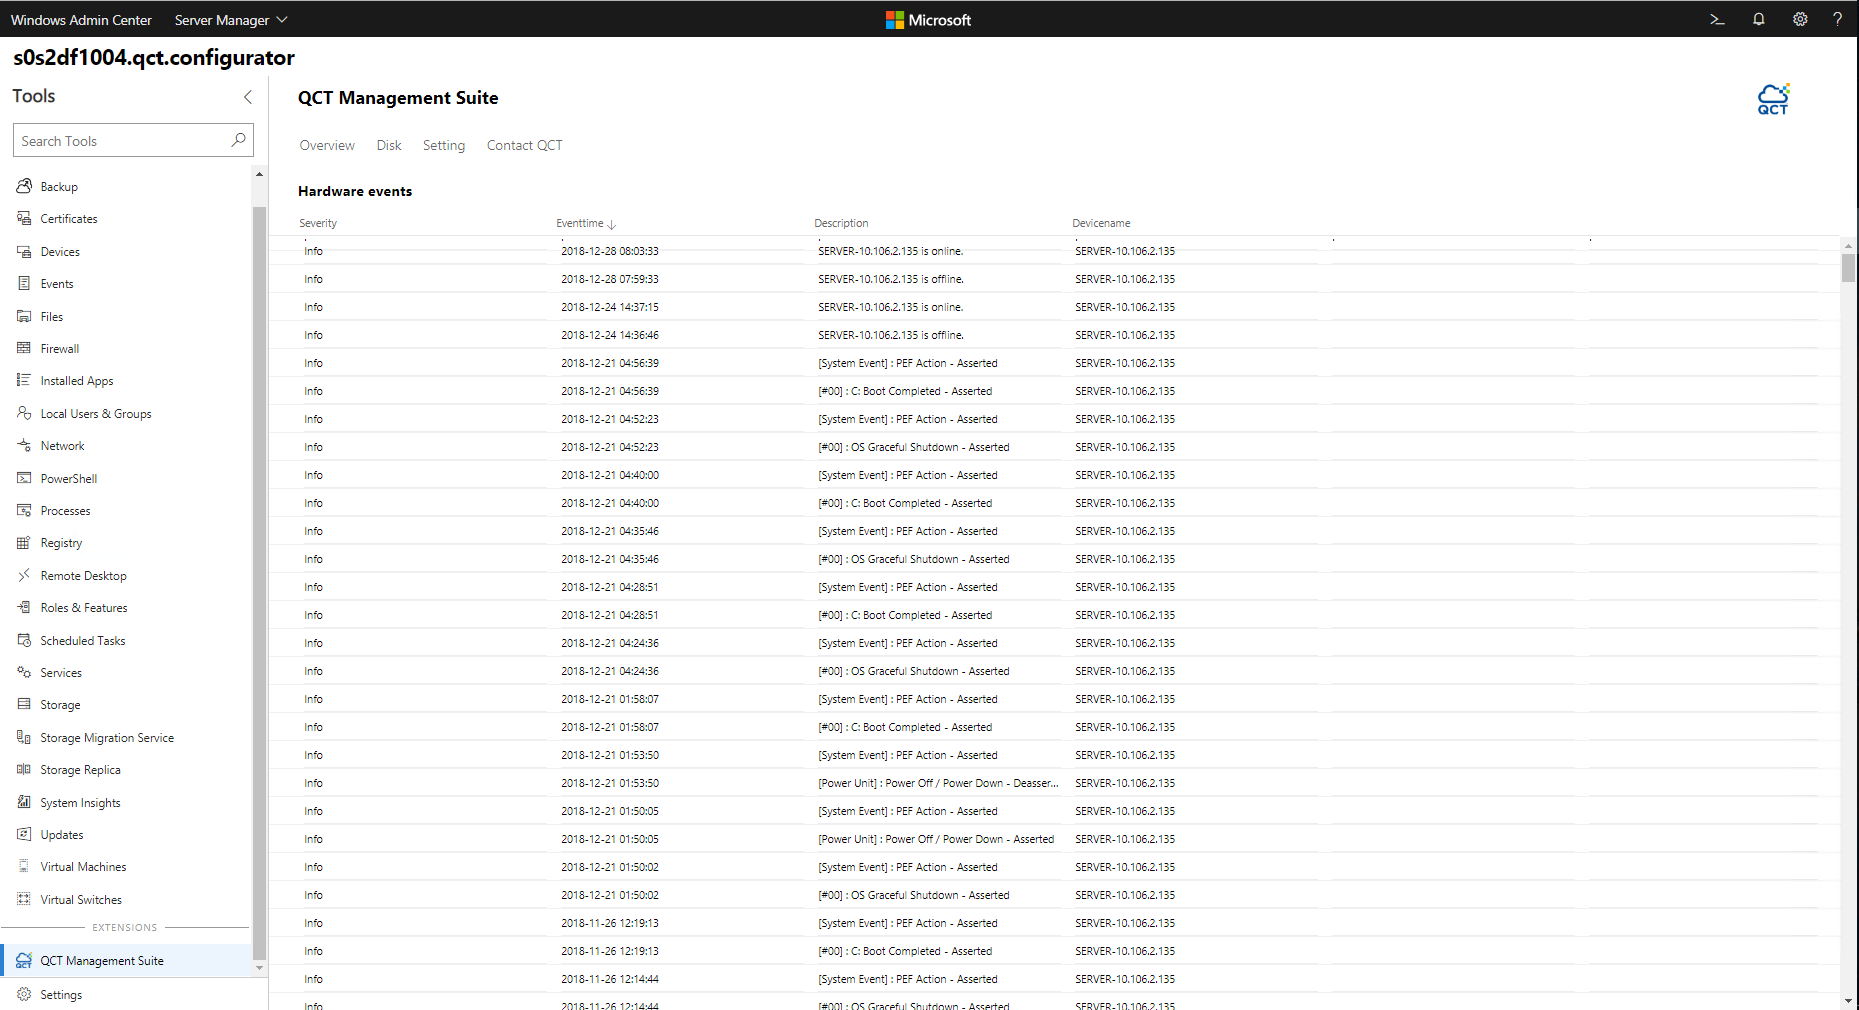 Windows Admin Center Server Manager Microsoft ?
s0s2df1004.qct.configurator
Tools
Search Tools
Backup
Certificates
Devices
Events
Files
Firewall
Installed Apps
Local Users & Groups
Network
PowerShell
Processes
Registry
Remote Desktop
Roles & Features
Scheduled Tasks
Services
Storage
Storage Migration Service
Storage Replica
System Insights
Updates
Virtual Machines
Virtual Switches
EXTENSIONS
QCT QCT Management Suite
Settings
QCT Management Suite
QCT
Overview Disk Setting Contact QCT
Hardware events
Severity Eventtime Description Devicename
Info 2018-12-28 08:03:33 SERVER-10.106.2.135 is online. SERVER-10.106.2.135
Info 2018-12-28 07:59:33 SERVER-10.106.2.135 is offline. SERVER-10.106.2.135
Info 2018-12-24 14:37:15 SERVER-10.106.2.135 is online. SERVER-10.106.2.135
Info 2018-12-24 14:36:46 SERVER-10.106.2.135 is offline. SERVER-10.106.2.135
Info 2018-12-21 04:56:39 [System Event] : PEF Action - Asserted SERVER-10.106.2.135
Info 2018-12-21 04:56:39 [#00] : C: Boot Completed - Asserted SERVER-10.106.2.135
Info 2018-12-21 04:52:23 [System Event] : PEF Action - Asserted SERVER-10.106.2.135
Info 2018-12-21 04:52:23 [#00] : OS Graceful Shutdown - Asserted SERVER-10.106.2.135
Info 2018-12-21 04:40:00 [System Event] : PEF Action - Asserted SERVER-10.106.2.135
Info 2018-12-21 04:40:00 [#00] : C: Boot Completed - Asserted SERVER-10.106.2.135
Info 2018-12-21 04:35:46 [System Event] : PEF Action - Asserted SERVER-10.106.2.135
Info 2018-12-21 04:35:46 [#00] : OS Graceful Shutdown - Asserted SERVER-10.106.2.135
Info 2018-12-21 04:28:51 [System Event] : PEF Action - Asserted SERVER-10.106.2.135
Info 2018-12-21 04:28:51 [#00] : C: Boot Completed - Asserted SERVER-10.106.2.135
Info 2018-12-21 04:24:36 [System Event] : PEF Action - Asserted SERVER-10.106.2.135
Info 2018-12-21 04:24:36 [#00] : OS Graceful Shutdown - Asserted SERVER-10.106.2.135
Info 2018-12-21 01:58:07 [System Event] : PEF Action - Asserted SERVER-10.106.2.135
Info 2018-12-21 01:58:07 [#00] : C: Boot Completed - Asserted SERVER-10.106.2.135
Info 2018-12-21 01:53:50 [System Event] : PEF Action - Asserted SERVER-10.106.2.135
Info 2018-12-21 01:53:50 [Power Unit] : Power Off / Power Down - Deasser... SERVER-10.106.2.135
Info 2018-12-21 01:50:05 [System Event] : PEF Action - Asserted SERVER-10.106.2.135
Info 2018-12-21 01:50:05 [Power Unit] : Power Off / Power Down - Asserted SERVER-10.106.2.135
Info 2018-12-21 01:50:02 [System Event] : PEF Action - Asserted SERVER-10.106.2.135
Info 2018-12-21 01:50:02 [#00] : OS Graceful Shutdown - Asserted SERVER-10.106.2.135
Info 2018-11-26 12:19:13 [System Event] : PEF Action - Asserted SERVER-10.106.2.135
Info 2018-11-26 12:19:13 [#00] : C: Boot Completed - Asserted SERVER-10.106.2.135
Info 2018-11-26 12:14:44 [System Event] : PEF Action - Asserted SERVER-10.106.2.135
Info 2018-11-26 12:14:44 [#00] : OS Graceful Shutdown - Asserted SERVER-10.106.2.135